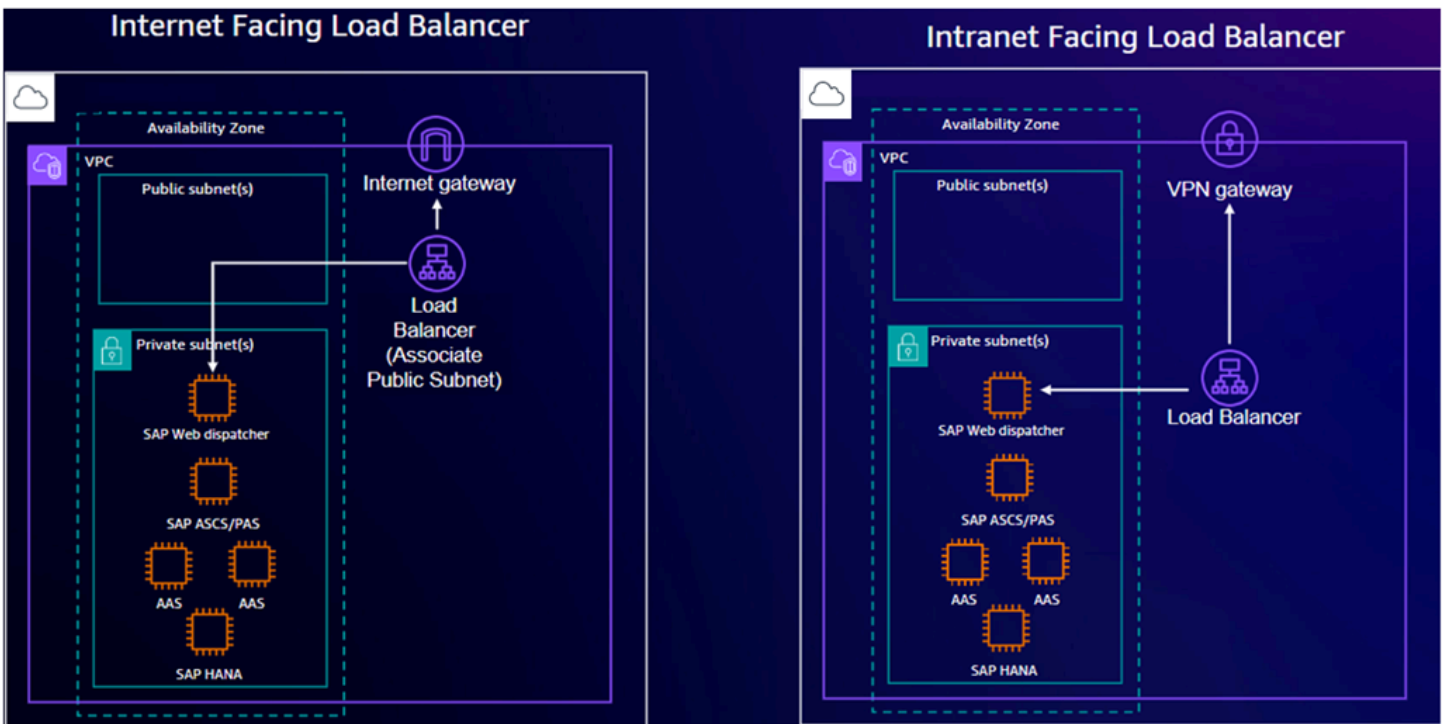 Internet Facing Load Balancer
Availability Zone
VPC
Public subnet(s)
Internet gateway
Load
Balancer
(Associate
Public Subnet)
Private subnet(s)
SAP Web dispatcher
SAP ASCS/PAS
AAS
AAS
SAP HANA
Intranet Facing Load Balancer
Availability Zone
VPC
Public subnet(s)
VPN gateway
Private subnet(s)
SAP Web dispatcher
Load Balancer
SAP ASCS/PAS
AAS
AAS
SAP HANA